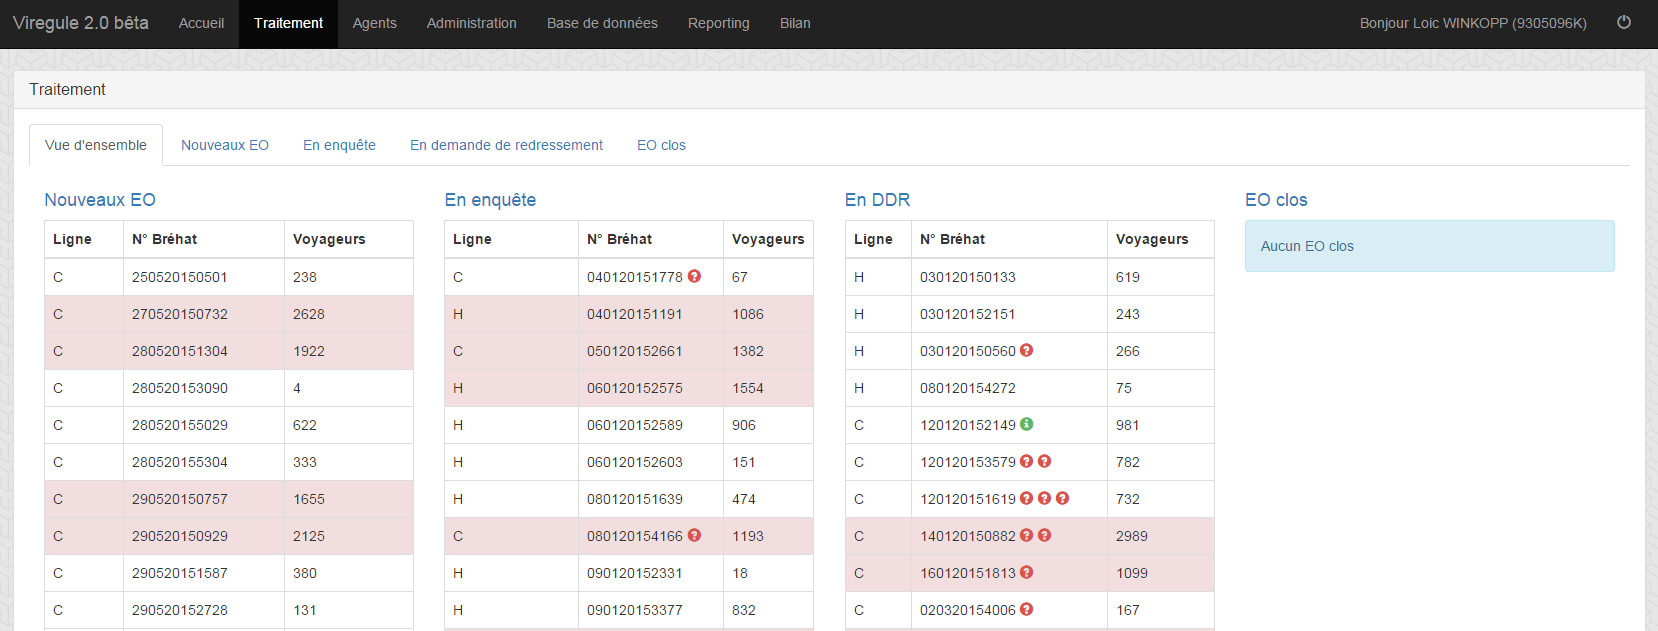 Viregule 2.0 bêta Accueil Traitement Agents Administration Base de données Reporting Bilan Bonjour Loic WINKOPP (9305096K)
Traitement
Vue d'ensemble Nouveaux EO En enquête En demande de redressement EO clos
Nouveaux EO
Ligne N° Bréhat Voyageurs
C 250520150501 238
C 270520150732 2628
C 280520151304 1922
C 280520153090 4
C 280520155029 622
C 280520155304 333
C 290520150757 1655
C 290520150929 2125
C 290520151587 380
C 290520152728 131
En enquête
Ligne N° Bréhat Voyageurs
C 040120151778 ? 67
H 040120151191 1086
C 050120152661 1382
H 060120152575 1554
H 060120152589 906
H 060120152603 151
H 080120151639 474
C 080120154166 ? 1193
H 090120152331 18
H 090120153377 832
En DDR
Ligne N° Bréhat Voyageurs
H 030120150133 619
H 030120152151 243
H 030120150560 ? 266
H 080120154272 75
C 120120152149 i 981
C 120120153579 ? ? 782
C 120120151619 ? ? ? 732
C 140120150882 ? ? 2989
C 160120151813 ? 1099
C 020320154006 ? 167
EO clos
Aucun EO clos